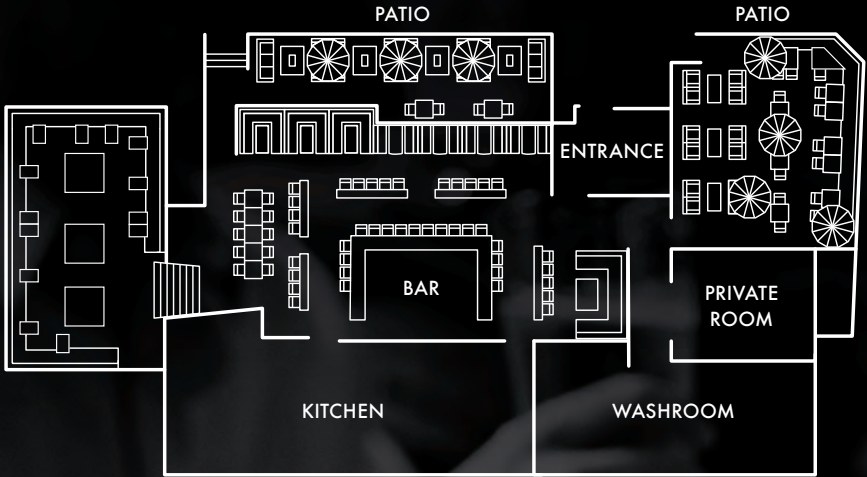 PATIO
PATIO
ENTRANCE
BAR
PRIVATE
ROOM
KITCHEN
WASHROOM